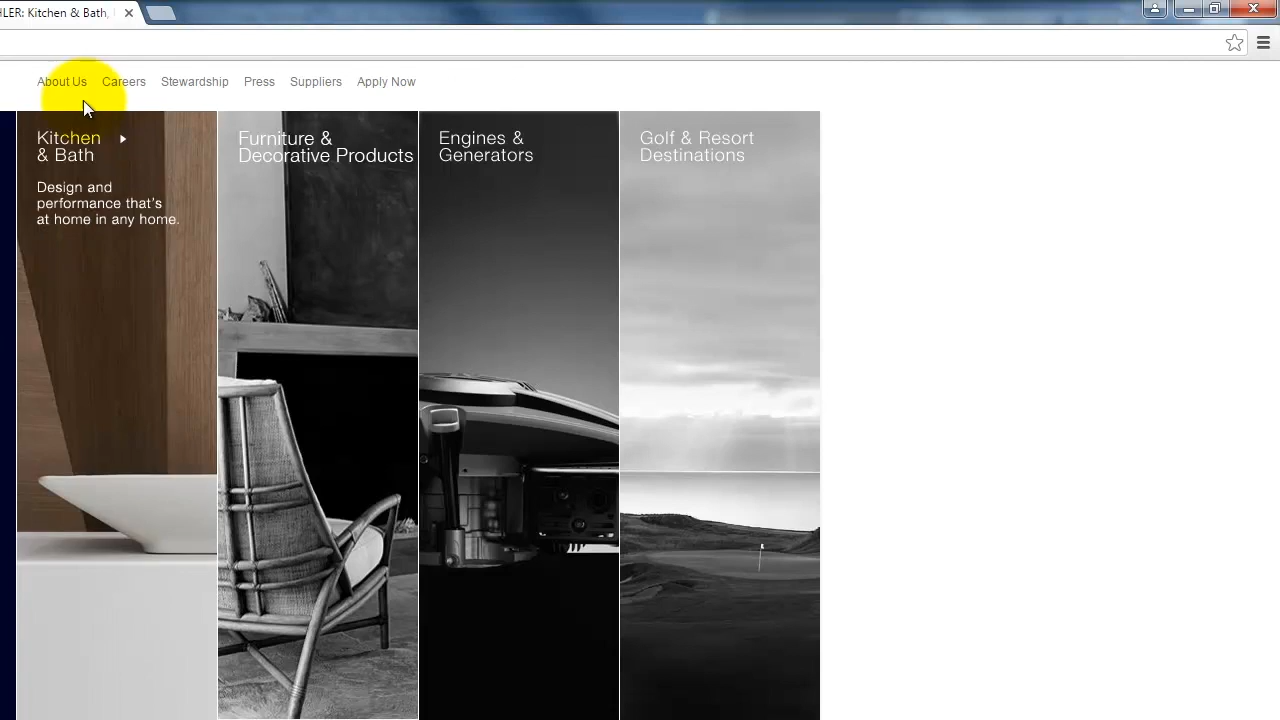 HLER: Kitchen & Bath,
About Us Careers Stewardship Press Suppliers Apply Now
Kitchen
& Bath
Design and
performance that's
at home in any home.
Furniture &
Decorative Products
Engines &
Generators
Golf & Resort
Destinations